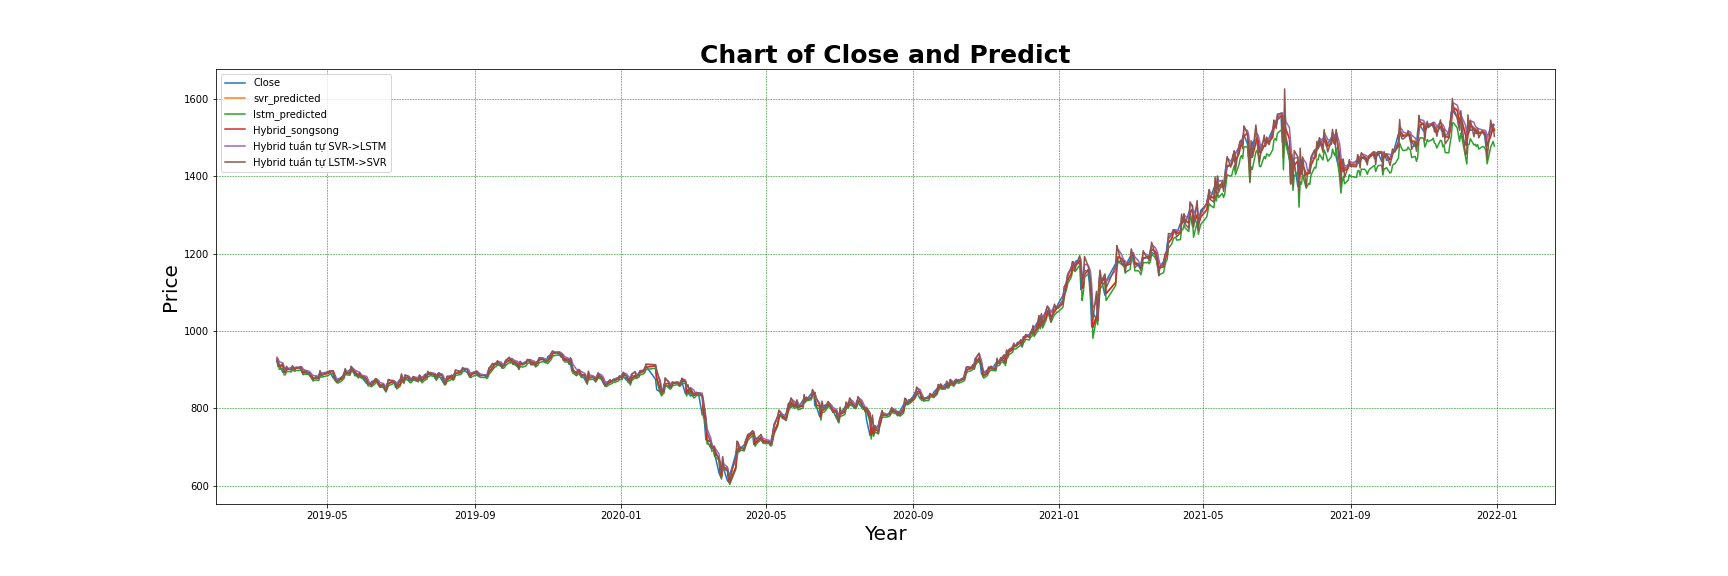 Chart of Close and Predict
Close
svr_predicted
lstm_predicted
Hybrid_songsong
Hybrid tuần tự SVR->LSTM
Hybrid tuần tự LSTM->SVR
Price
1600
1400
1200
1000
800
600
2019-05 2019-09 2020-01 2020-05 2020-09 2021-01 2021-05 2021-09 2022-01
Year